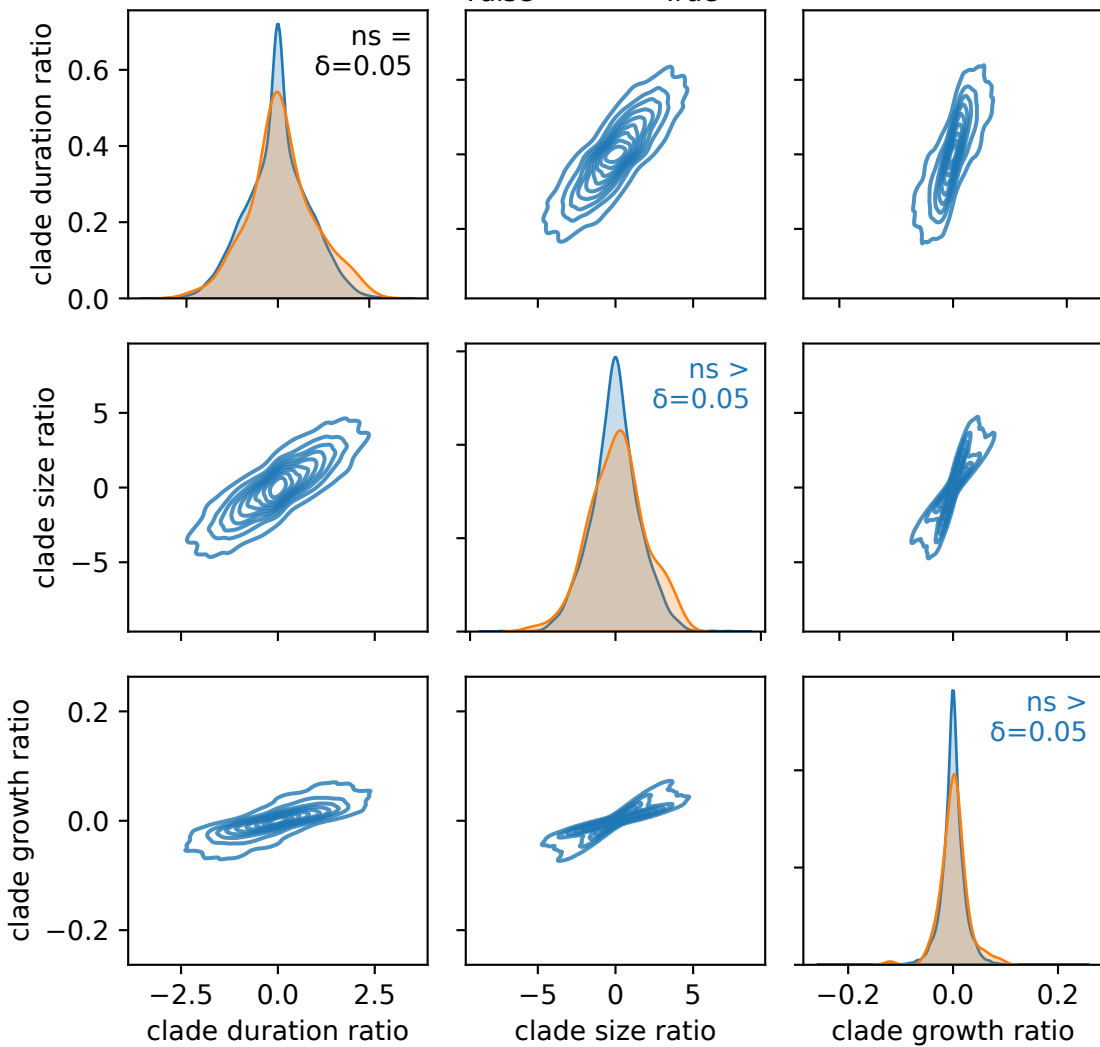 clade duration ratio
0.6
0.4
0.2
0.0
ns =
δ=0.05
clade size ratio
5
0
−5
ns >
δ=0.05
clade growth ratio
0.2
0.0
−0.2
ns >
δ=0.05
−2.5 0.0 2.5
−5 0 5
−0.2 0.0 0.2
clade duration ratio
clade size ratio
clade growth ratio